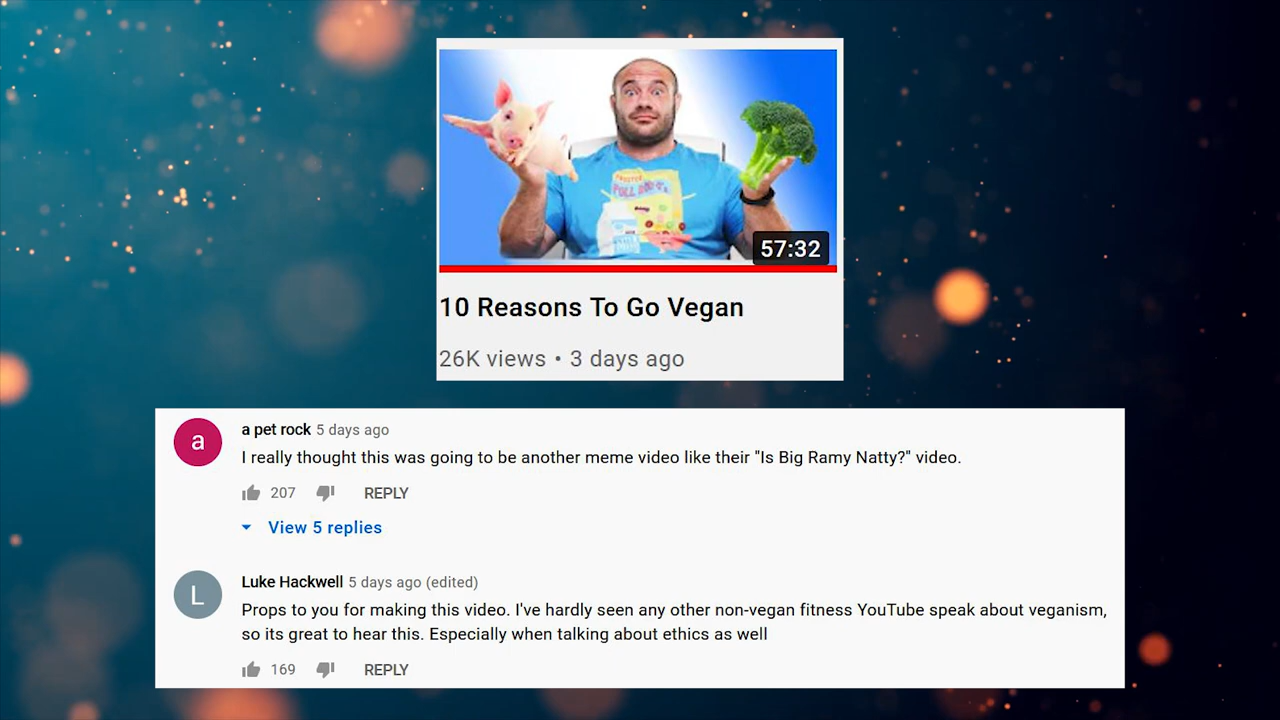 57:32
10 Reasons To Go Vegan
26K views • 3 days ago
a
a pet rock 5 days ago
I really thought this was going to be another meme video like their "Is Big Ramy Natty?" video.
207 REPLY
View 5 replies
L
Luke Hackwell 5 days ago (edited)
Props to you for making this video. I've hardly seen any other non-vegan fitness YouTube speak about veganism,
so its great to hear this. Especially when talking about ethics as well
169 REPLY